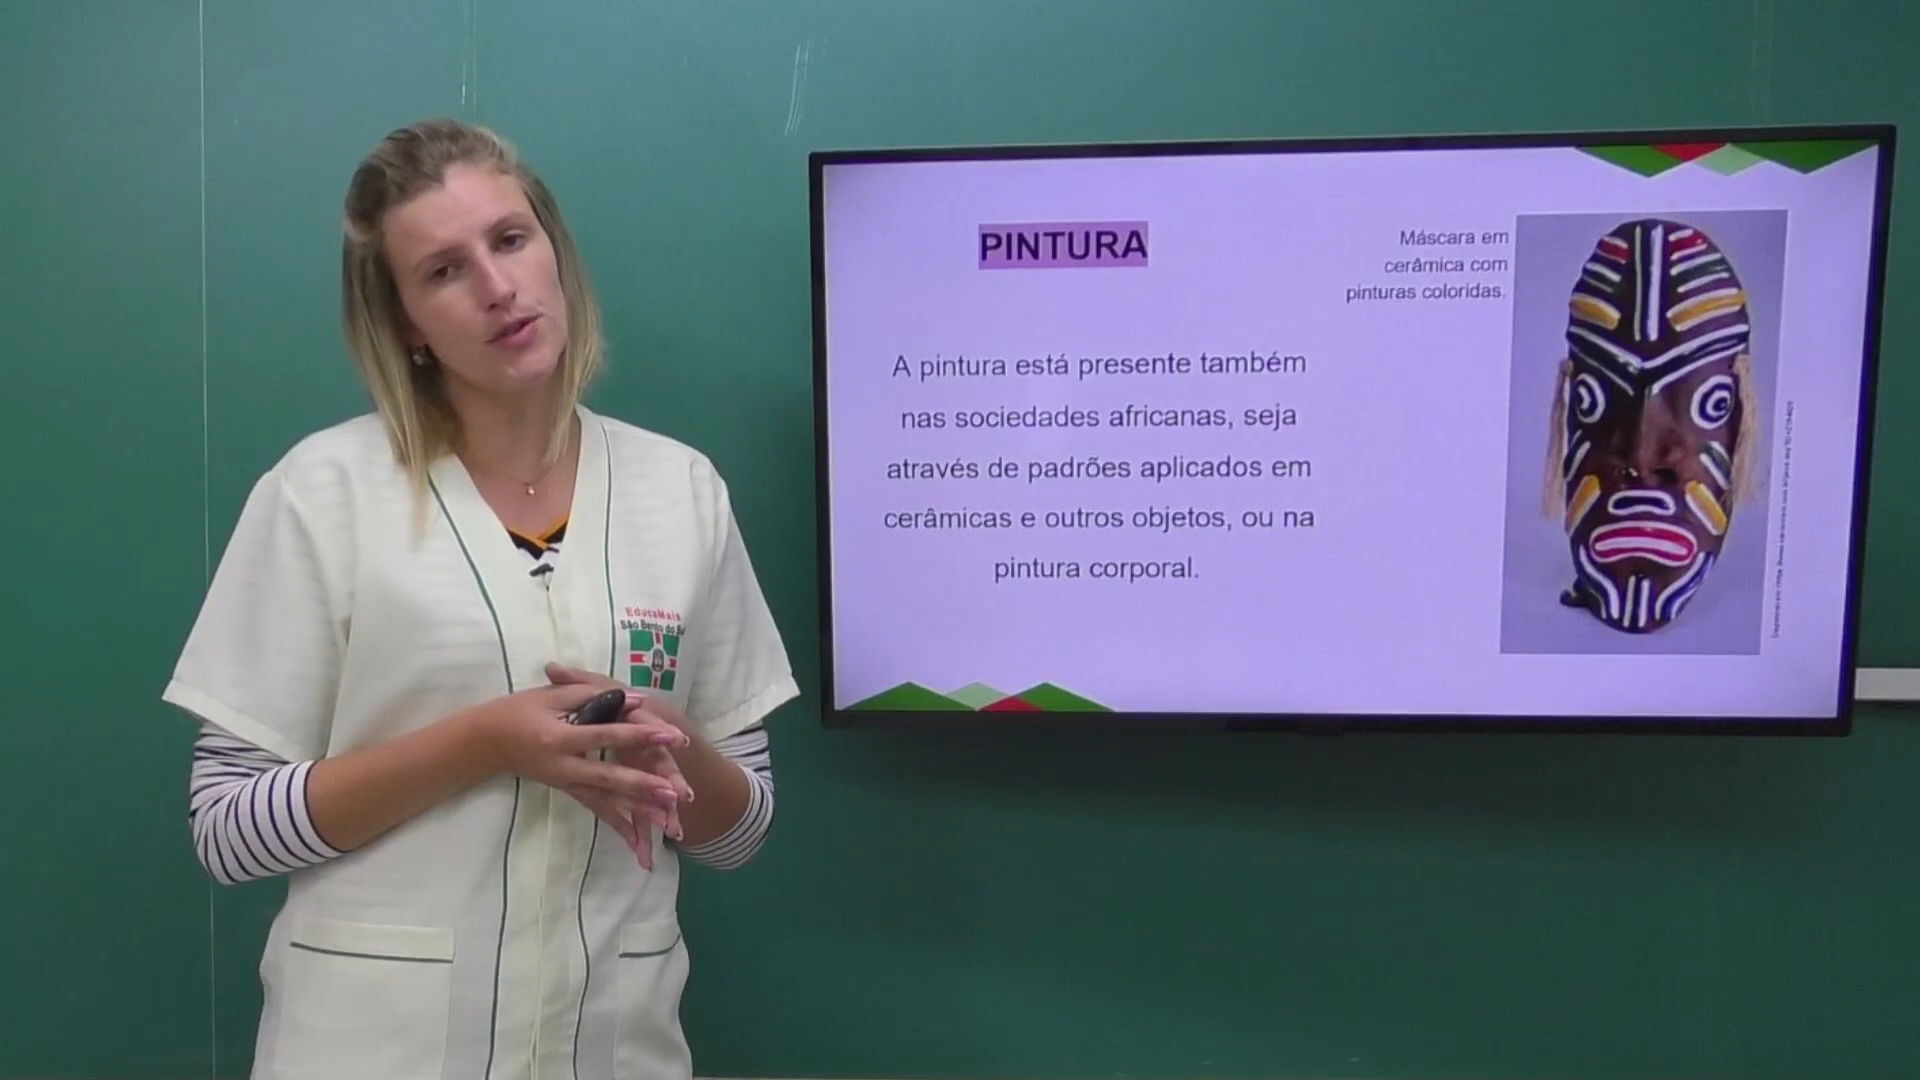 PINTURA
Máscara em
cerâmica com
pinturas coloridas.
A pintura está presente também
nas sociedades africanas, seja
através de padrões aplicados em
cerâmicas e outros objetos, ou na
pintura corporal.
EducaMais
São Bento do